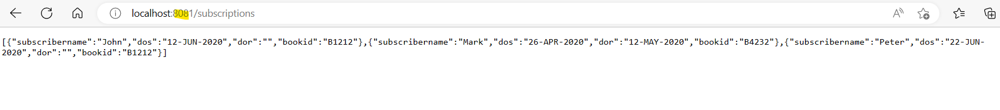 localhost:8081/subscriptions
[{"subscribername":"John","dos":"12-JUN-2020","dor":"","bookid":"B1212"},{"subscribername":"Mark","dos":"26-APR-2020","dor":"12-MAY-2020","bookid":"B4232"},{"subscribername":"Peter","dos":"22-JUN-
2020","dor":"","bookid":"B1212"}]